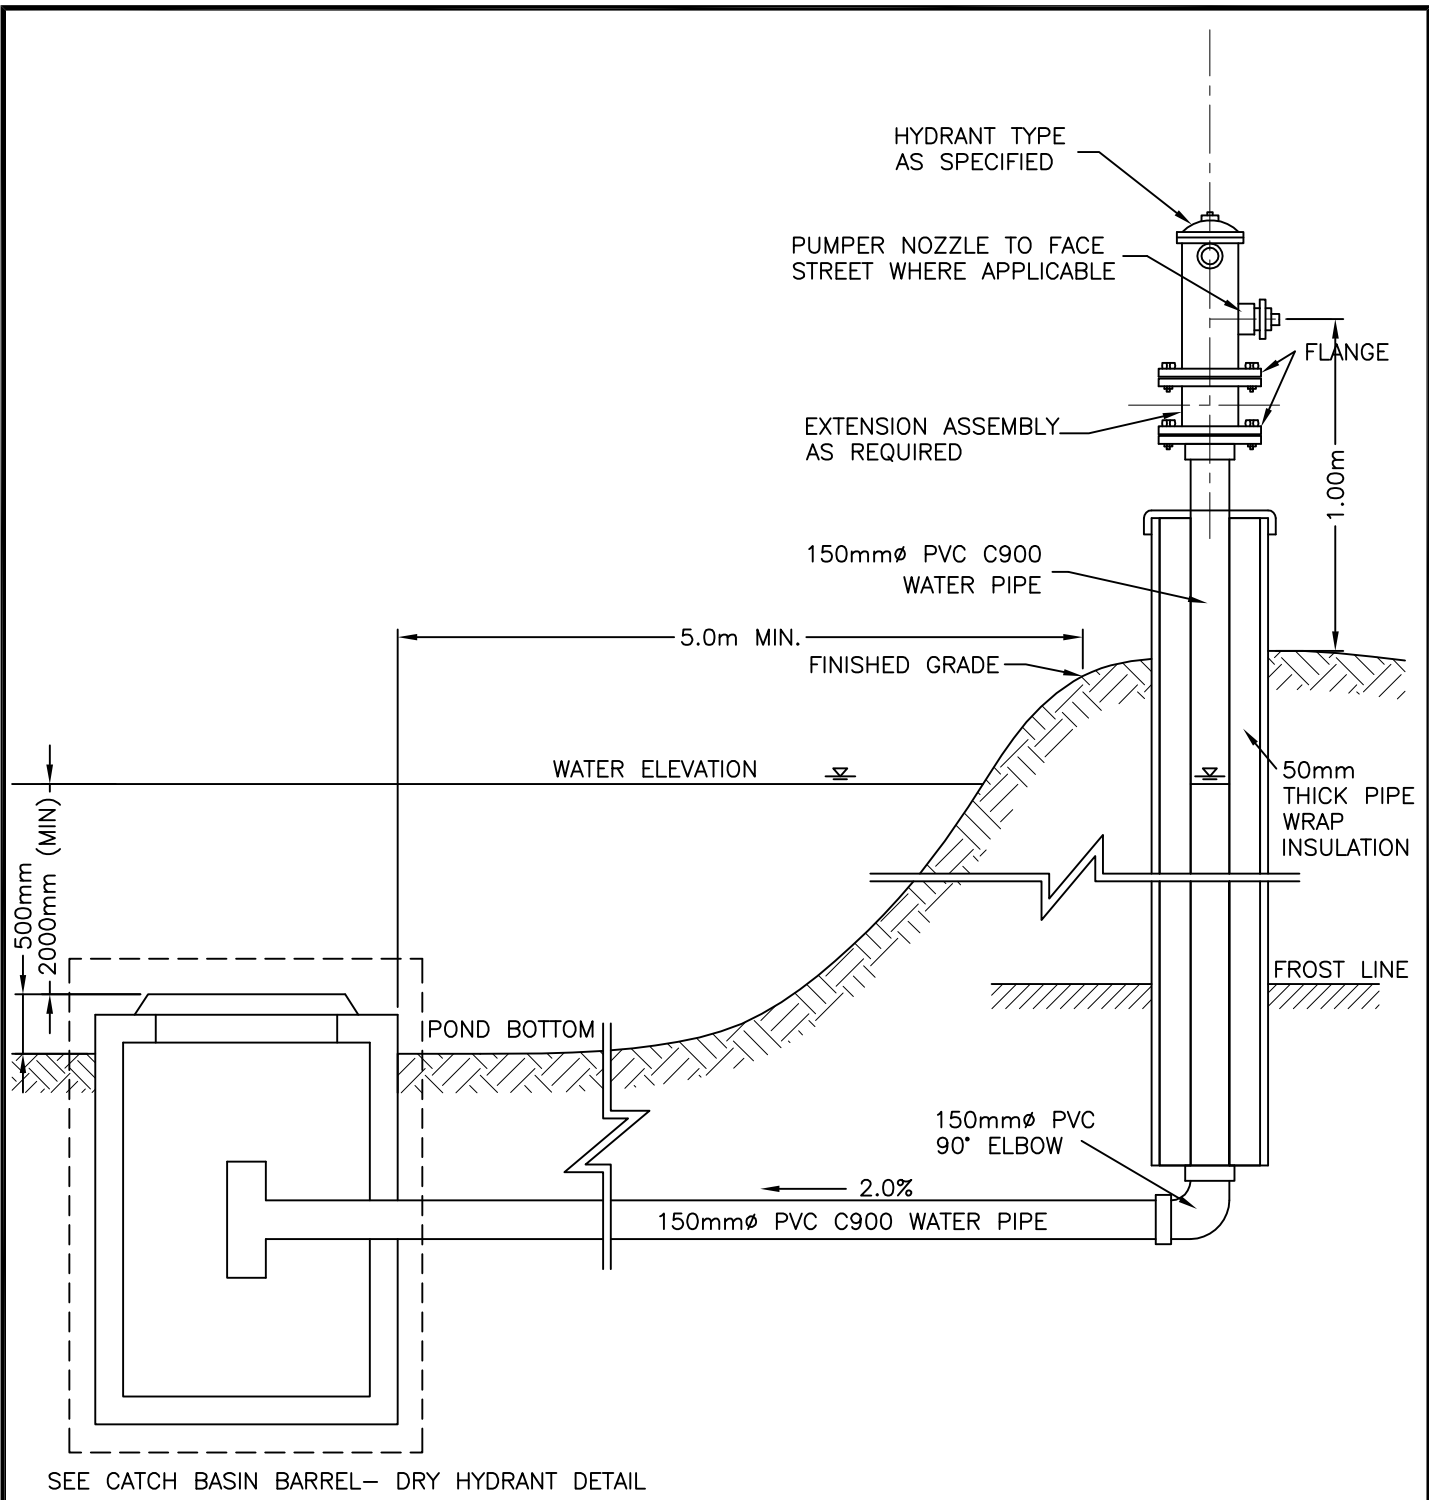 HYDRANT TYPE
AS SPECIFIED
PUMPER NOZZLE TO FACE
STREET WHERE APPLICABLE
FLANGE
EXTENSION ASSEMBLY
AS REQUIRED
1.00m
150mmø PVC C900
WATER PIPE
5.0m MIN.
FINISHED GRADE
WATER ELEVATION
50mm
THICK PIPE
WRAP
INSULATION
500mm
2000mm (MIN)
FROST LINE
POND BOTTOM
150mmø PVC
90° ELBOW
2.0%
150mmø PVC C900 WATER PIPE
SEE CATCH BASIN BARREL– DRY HYDRANT DETAIL